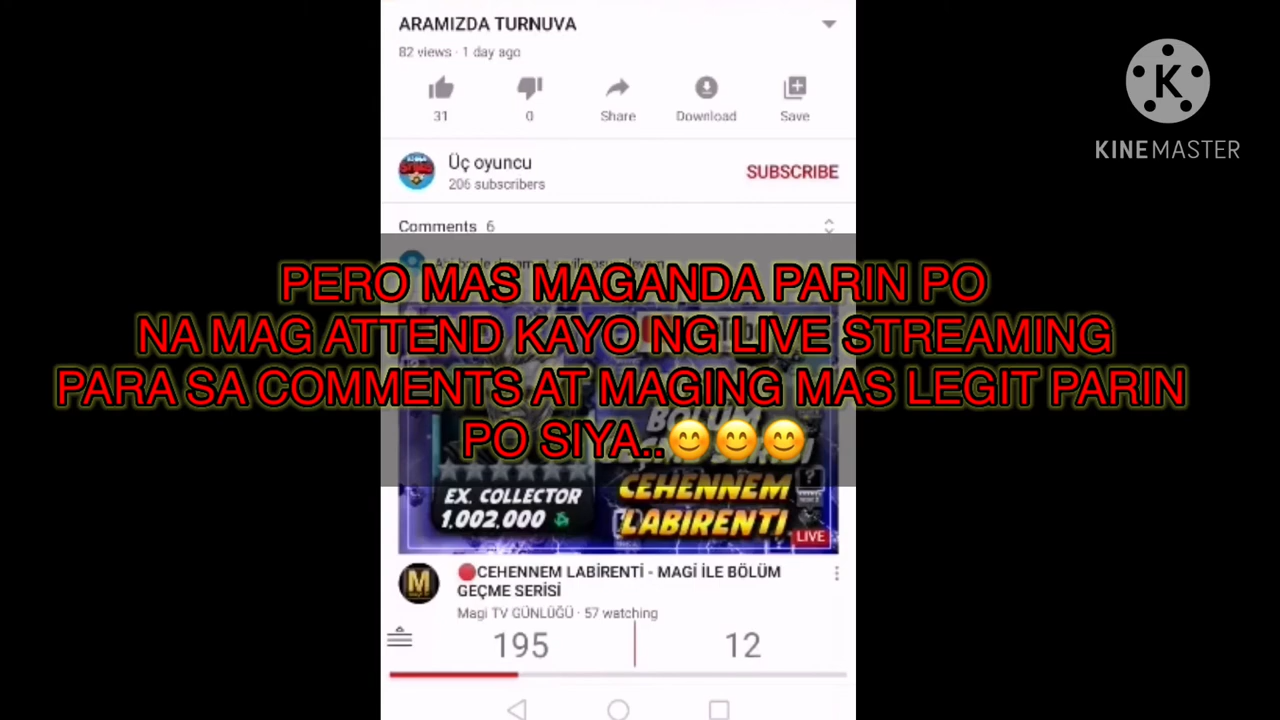 ARAMIZDA TURNUVA
82 views · 1 day ago
31
0
Share
Download
Save
KINEMASTER
Üç oyuncu
206 subscribers
SUBSCRIBE
Comments 6
PERO MAS MAGANDA PARIN PO
NA MAG ATTEND KAYO NG LIVE STREAMING
PARA SA COMMENTS AT MAGING MAS LEGIT PARIN
PO SIYA..😊😊😊
BÖLÜM
EX. COLLECTOR
1,002,000
CEHENNEM
LABIRENTI
LIVE
M
🔴CEHENNEM LABİRENTİ - MAGİ İLE BÖLÜM
GEÇME SERİSİ
Magi TV GÜNLÜĞÜ · 57 watching
195
12